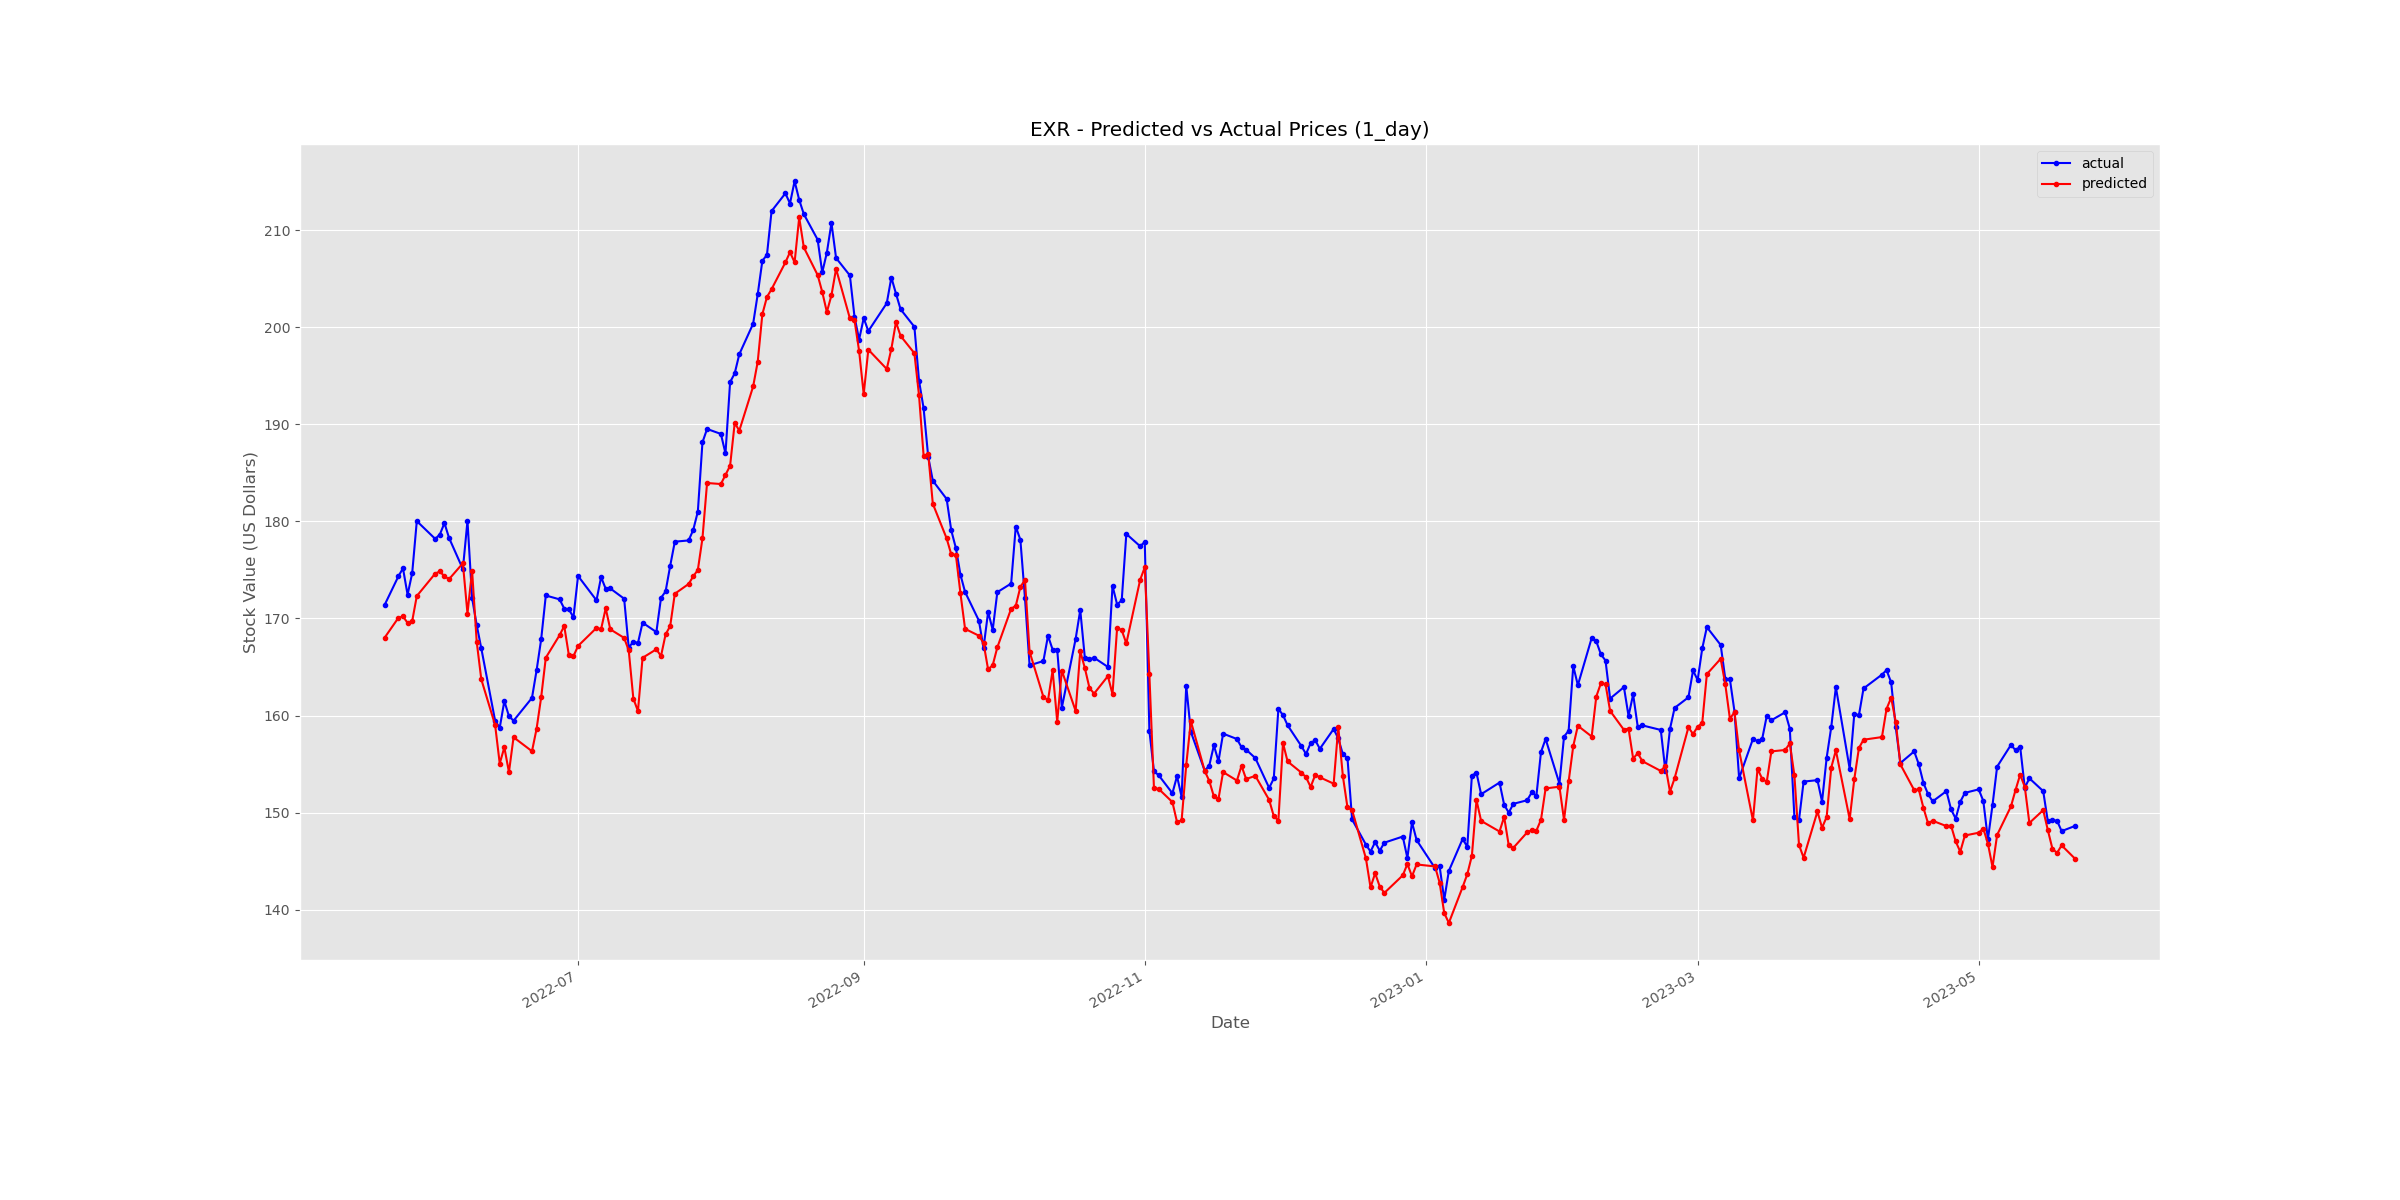 EXR - Predicted vs Actual Prices (1_day)
actual
predicted
Stock Value (US Dollars)
210
200
190
180
170
160
150
140
2022-07
2022-09
2022-11
2023-01
2023-03
2023-05
Date